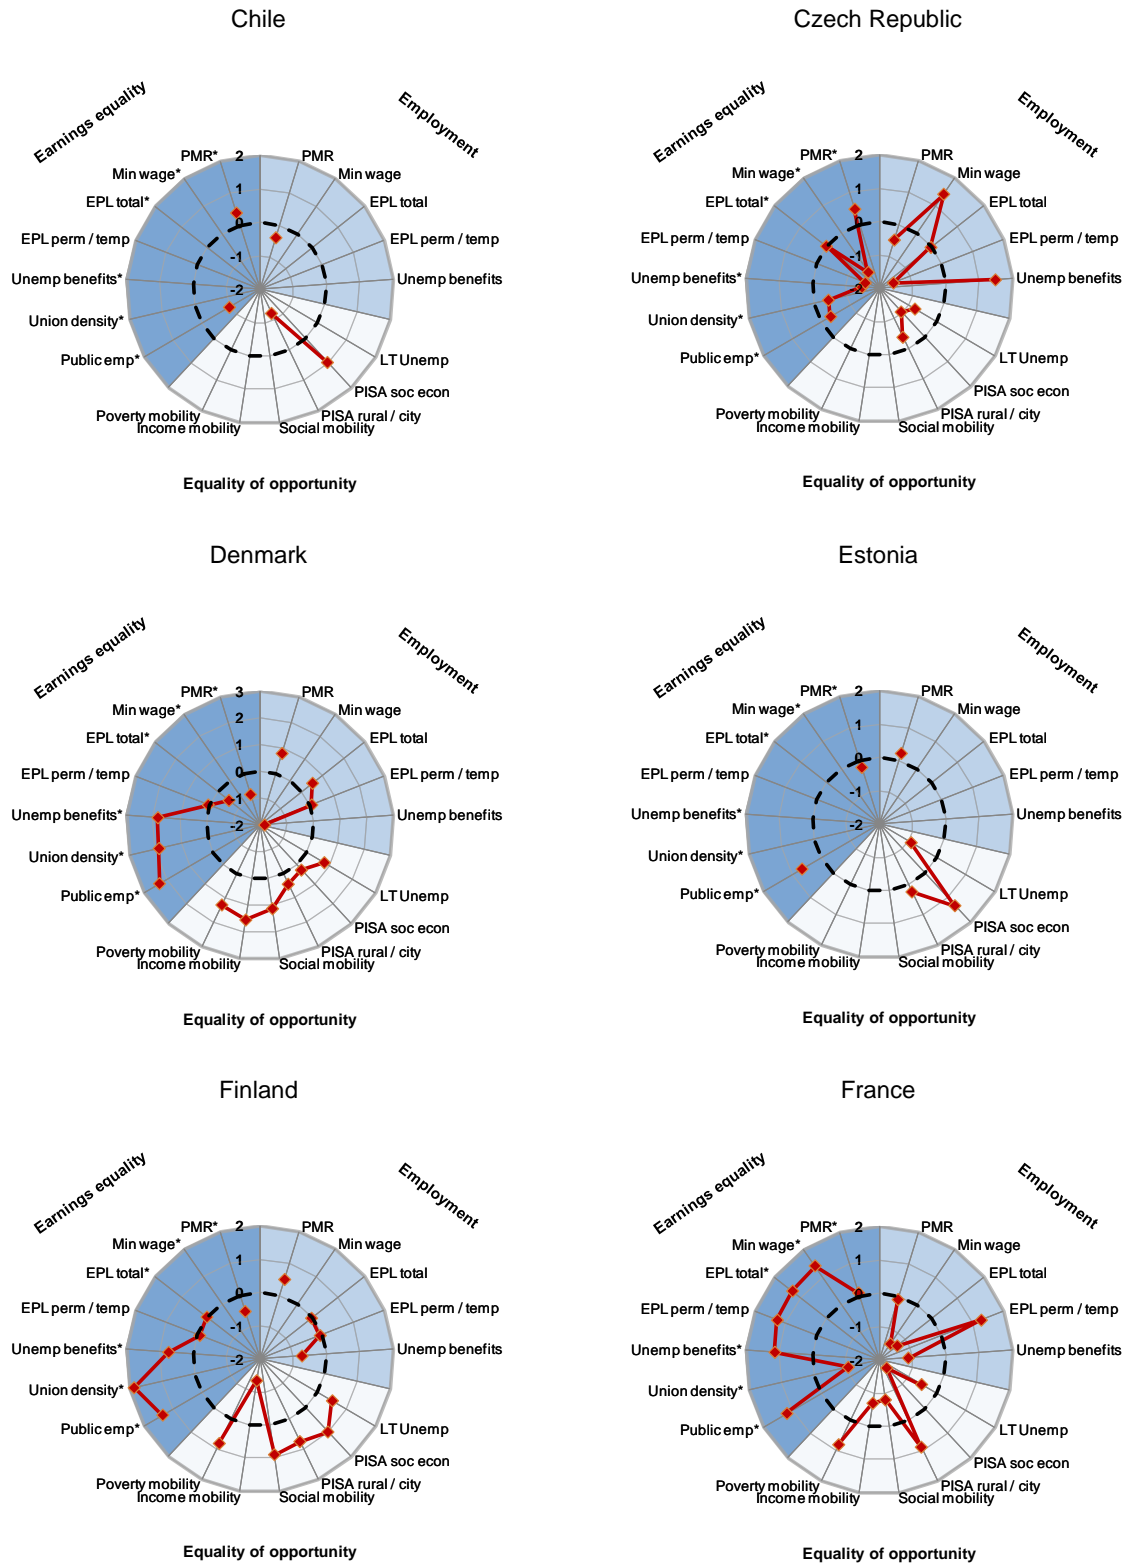 Chile
Earnings equality
Employment
PMR*
2
PMR
Min wage*
Min wage
EPL total*
1
EPL total
EPL perm / temp
0
EPL perm / temp
Unemp benefits*
-1
Unemp benefits
Union density*
-2
Public emp*
LT Unemp
PISA soc econ
Poverty mobility
PISA rural / city
Income mobility
Social mobility
Equality of opportunity
Czech Republic
Earnings equality
Employment
PMR*
2
PMR
Min wage*
Min wage
EPL total*
1
EPL total
EPL perm / temp
0
EPL perm / temp
Unemp benefits*
-1
Unemp benefits
Union density*
-2
Public emp*
LT Unemp
PISA soc econ
Poverty mobility
PISA rural / city
Income mobility
Social mobility
Equality of opportunity
Denmark
Earnings equality
Employment
PMR*
3
PMR
Min wage*
2
Min wage
EPL total*
1
EPL total
EPL perm / temp
0
EPL perm / temp
Unemp benefits*
-1
Unemp benefits
Union density*
-2
Public emp*
LT Unemp
PISA soc econ
Poverty mobility
PISA rural / city
Income mobility
Social mobility
Equality of opportunity
Estonia
Earnings equality
Employment
PMR*
2
PMR
Min wage*
Min wage
EPL total*
1
EPL total
EPL perm / temp
0
EPL perm / temp
Unemp benefits*
-1
Unemp benefits
Union density*
-2
Public emp*
LT Unemp
PISA soc econ
Poverty mobility
PISA rural / city
Income mobility
Social mobility
Equality of opportunity
Finland
Earnings equality
Employment
PMR*
2
PMR
Min wage*
Min wage
EPL total*
1
EPL total
EPL perm / temp
0
EPL perm / temp
Unemp benefits*
-1
Unemp benefits
Union density*
-2
Public emp*
LT Unemp
PISA soc econ
Poverty mobility
PISA rural / city
Income mobility
Social mobility
Equality of opportunity
France
Earnings equality
Employment
PMR*
2
PMR
Min wage*
Min wage
EPL total*
1
EPL total
EPL perm / temp
0
EPL perm / temp
Unemp benefits*
-1
Unemp benefits
Union density*
-2
Public emp*
LT Unemp
PISA soc econ
Poverty mobility
PISA rural / city
Income mobility
Social mobility
Equality of opportunity